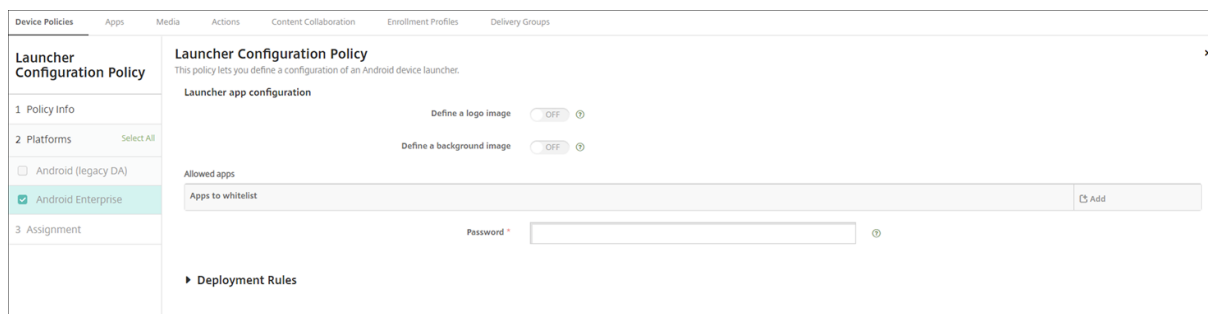 Device Policies Apps Media Actions Content Collaboration Enrollment Profiles Delivery Groups
Launcher
Configuration Policy
1 Policy Info
2 Platforms Select All
Android (legacy DA)
Android Enterprise
3 Assignment
Launcher Configuration Policy
This policy lets you define a configuration of an Android device launcher.
Launcher app configuration
Define a logo image OFF ?
Define a background image OFF ?
Allowed apps
Apps to whitelist Add
Password * ?
Deployment Rules